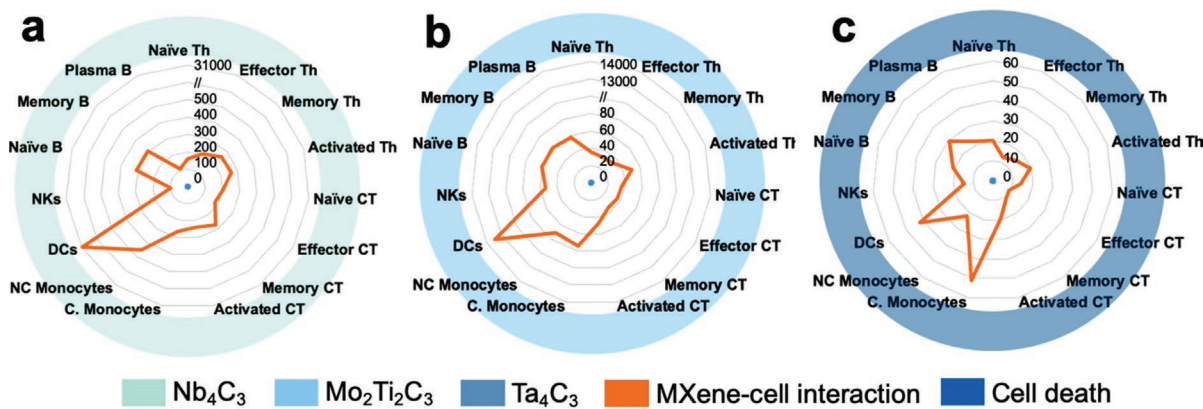 a
Naïve Th
Effector Th
Memory Th
Activated Th
Naïve CT
Effector CT
Memory CT
Activated CT
C. Monocytes
NC Monocytes
DCs
NKs
Naïve B
Memory B
Plasma B
31000
//
500
400
300
200
100
0
b
Naïve Th
Effector Th
Memory Th
Activated Th
Naïve CT
Effector CT
Memory CT
Activated CT
C. Monocytes
NC Monocytes
DCs
NKs
Naïve B
Memory B
Plasma B
14000
13000
//
80
60
40
20
0
c
Naïve Th
Effector Th
Memory Th
Activated Th
Naïve CT
Effector CT
Memory CT
Activated CT
C. Monocytes
NC Monocytes
DCs
NKs
Naïve B
Memory B
Plasma B
60
50
40
30
20
10
0
Nb₄C₃ Mo₂Ti₂C₃ Ta₄C₃ MXene-cell interaction Cell death